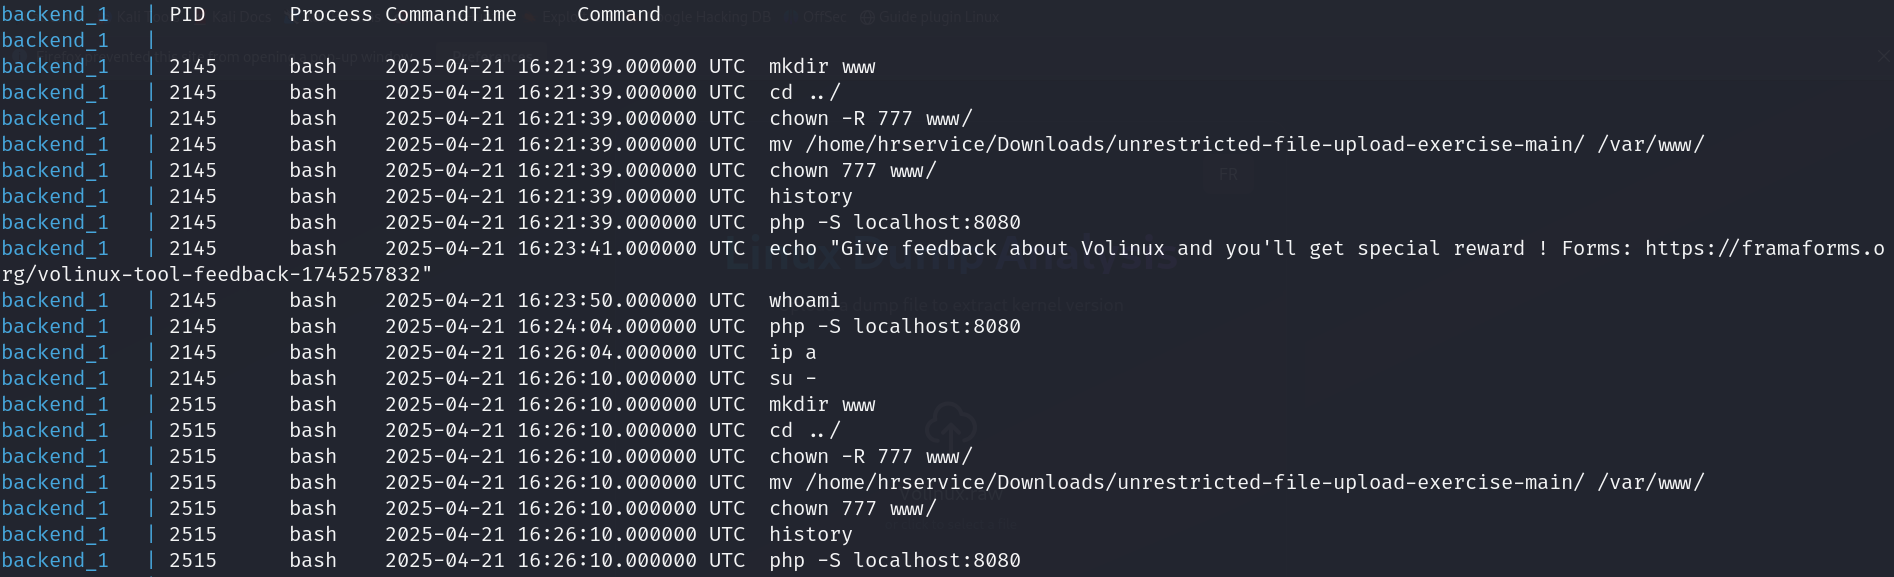 backend_1   | PID       Process CommandTime     Command
backend_1   |
backend_1   | 2145      bash    2025-04-21 16:21:39.000000 UTC  mkdir www
backend_1   | 2145      bash    2025-04-21 16:21:39.000000 UTC  cd ../
backend_1   | 2145      bash    2025-04-21 16:21:39.000000 UTC  chown -R 777 www/
backend_1   | 2145      bash    2025-04-21 16:21:39.000000 UTC  mv /home/hrservice/Downloads/unrestricted-file-upload-exercise-main/ /var/www/
backend_1   | 2145      bash    2025-04-21 16:21:39.000000 UTC  chown 777 www/
backend_1   | 2145      bash    2025-04-21 16:21:39.000000 UTC  history
backend_1   | 2145      bash    2025-04-21 16:21:39.000000 UTC  php -S localhost:8080
backend_1   | 2145      bash    2025-04-21 16:23:41.000000 UTC  echo "Give feedback about Volinux and you'll get special reward ! Forms: https://framaforms.o
rg/volinux-tool-feedback-1745257832"
backend_1   | 2145      bash    2025-04-21 16:23:50.000000 UTC  whoami
backend_1   | 2145      bash    2025-04-21 16:24:04.000000 UTC  php -S localhost:8080
backend_1   | 2145      bash    2025-04-21 16:26:04.000000 UTC  ip a
backend_1   | 2145      bash    2025-04-21 16:26:10.000000 UTC  su -
backend_1   | 2515      bash    2025-04-21 16:26:10.000000 UTC  mkdir www
backend_1   | 2515      bash    2025-04-21 16:26:10.000000 UTC  cd ../
backend_1   | 2515      bash    2025-04-21 16:26:10.000000 UTC  chown -R 777 www/
backend_1   | 2515      bash    2025-04-21 16:26:10.000000 UTC  mv /home/hrservice/Downloads/unrestricted-file-upload-exercise-main/ /var/www/
backend_1   | 2515      bash    2025-04-21 16:26:10.000000 UTC  chown 777 www/
backend_1   | 2515      bash    2025-04-21 16:26:10.000000 UTC  history
backend_1   | 2515      bash    2025-04-21 16:26:10.000000 UTC  php -S localhost:8080